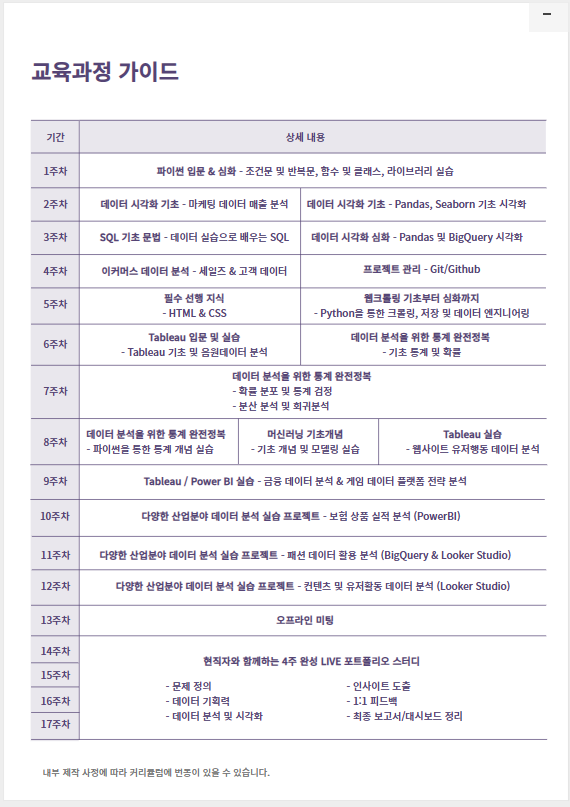 교육과정 가이드
기간 상세 내용
1주차 파이썬 입문 & 심화 - 조건문 및 반복문, 함수 및 클래스, 라이브러리 실습
2주차 데이터 시각화 기초 - 마케팅 데이터 매출 분석 데이터 시각화 기초 - Pandas, Seaborn 기초 시각화
3주차 SQL 기초 문법 - 데이터 실습으로 배우는 SQL 데이터 시각화 심화 - Pandas 및 BigQuery 시각화
4주차 이커머스 데이터 분석 - 세일즈 & 고객 데이터 프로젝트 관리 - Git/Github
5주차 필수 선행 지식 웹크롤링 기초부터 심화까지
- HTML & CSS - Python을 통한 크롤링, 저장 및 데이터 엔지니어링
6주차 Tableau 입문 및 실습 데이터 분석을 위한 통계 완전정복
- Tableau 기초 및 음원데이터 분석 - 기초 통계 및 확률
7주차 데이터 분석을 위한 통계 완전정복
- 확률 분포 및 통계 검정
- 분산 분석 및 회귀분석
8주차 데이터 분석을 위한 통계 완전정복 머신러닝 기초개념 Tableau 실습
- 파이썬을 통한 통계 개념 실습 - 기초 개념 및 모델링 실습 - 웹사이트 유저행동 데이터 분석
9주차 Tableau / Power BI 실습 - 금융 데이터 분석 & 게임 데이터 플랫폼 전략 분석
10주차 다양한 산업분야 데이터 분석 실습 프로젝트 - 보험 상품 실적 분석 (PowerBI)
11주차 다양한 산업분야 데이터 분석 실습 프로젝트 - 패션 데이터 활용 분석 (BigQuery & Looker Studio)
12주차 다양한 산업분야 데이터 분석 실습 프로젝트 - 컨텐츠 및 유저활동 데이터 분석 (Looker Studio)
13주차 오프라인 미팅
14주차 현직자와 함께하는 4주 완성 LIVE 포트폴리오 스터디
15주차 - 문제 정의 - 인사이트 도출
16주차 - 데이터 기획력 - 1:1 피드백
17주차 - 데이터 분석 및 시각화 - 최종 보고서/대시보드 정리
내부 제작 사정에 따라 커리큘럼에 변동이 있을 수 있습니다.